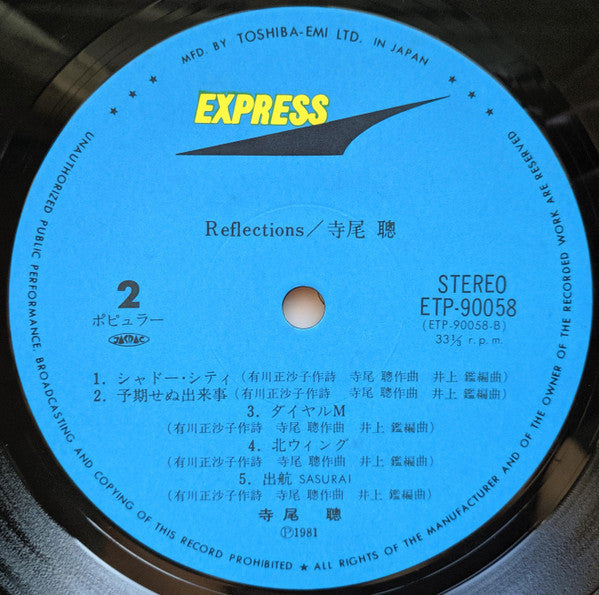 MFD. BY TOSHIBA-EMI LTD. IN JAPAN
EXPRESS
Reflections／寺尾 聰
2
ポピュラー
JASRAC
STEREO
ETP-90058
(ETP-90058-B)
33⅓ r.p.m.
1. シャドー・シティ (有川正沙子作詩 寺尾 聰作曲 井上 鑑編曲)
2. 予期せぬ出来事 (有川正沙子作詩 寺尾 聰作曲 井上 鑑編曲)
3. ダイヤルM
(有川正沙子作詩 寺尾 聰作曲 井上 鑑編曲)
4. 北ウィング
(有川正沙子作詩 寺尾 聰作曲 井上 鑑編曲)
5. 出航 SASURAI
(有川正沙子作詩 寺尾 聰作曲 井上 鑑編曲)
寺尾 聰
Ⓟ1981
UNAUTHORIZED PUBLIC PERFORMANCE, BROADCASTING AND COPYING OF THIS RECORD PROHIBITED ★ ALL RIGHTS OF THE MANUFACTURER AND OF THE OWNER OF THE RECORDED WORK ARE RESERVED